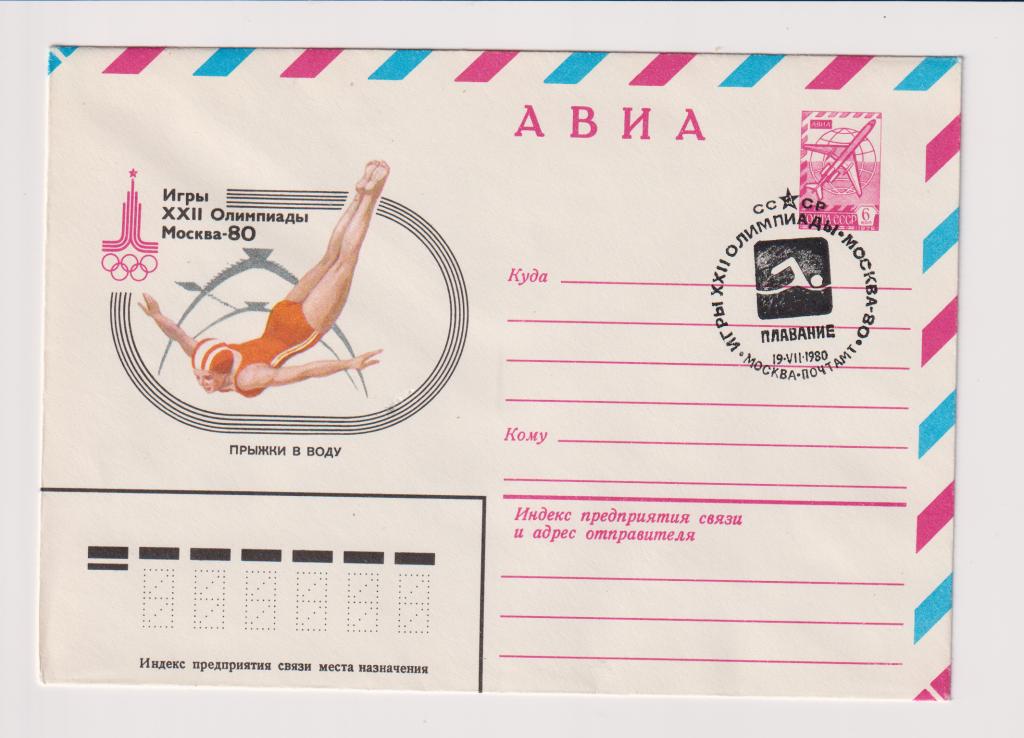 АВИА
Игры
XXII Олимпиады
Москва-80
ПРЫЖКИ В ВОДУ
АВИА
ПОЧТА СССР 6
СССР
ИГРЫ XXII ОЛИМПИАДЫ • МОСКВА-80
ПЛАВАНИЕ
19·VII·1980
МОСКВА • ПОЧТАМТ
Куда
Кому
Индекс предприятия связи
и адрес отправителя
Индекс предприятия связи места назначения